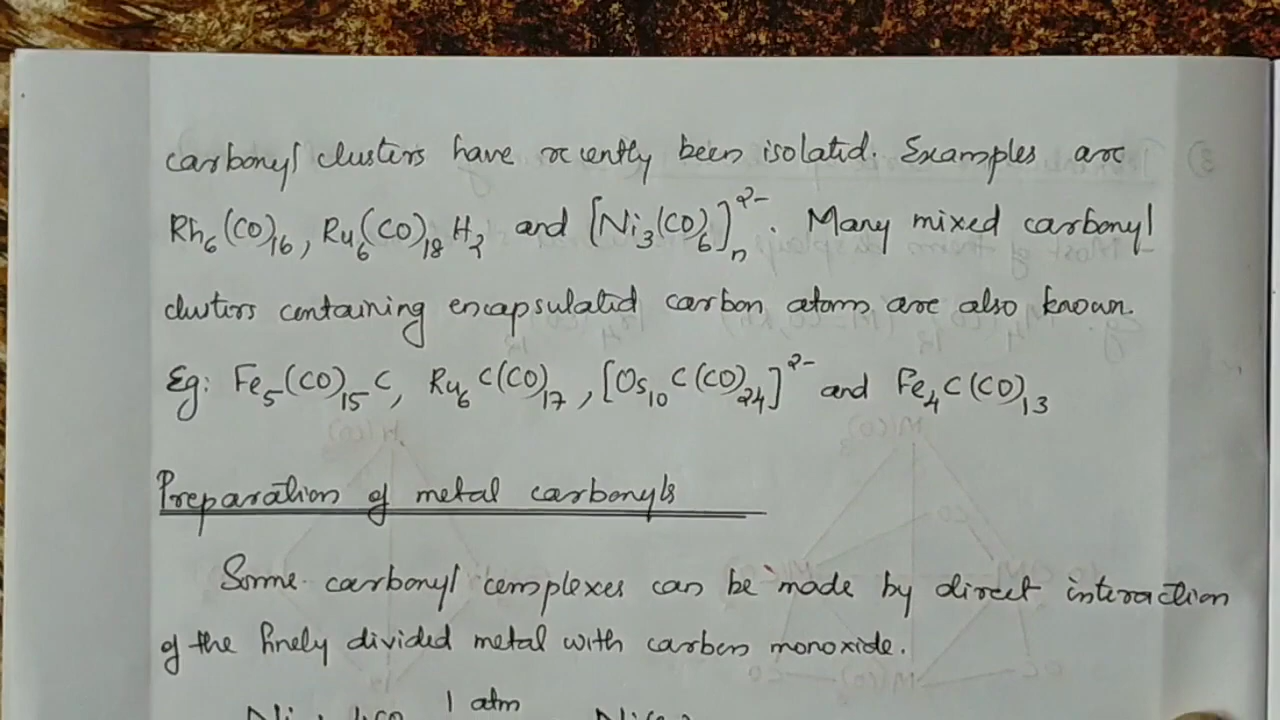 carbonyl clusters have recently been isolated. Examples are
Rh₆(CO)₁₆, Ru₆(CO)₁₈H₂ and [Ni₃(CO)₆]ₙ²⁻. Many mixed carbonyl
clusters containing encapsulated carbon atoms are also known.
Eg: Fe₅(CO)₁₅C, Ru₆C(CO)₁₇, [Os₁₀C(CO)₂₄]²⁻ and Fe₄C(CO)₁₃
Preparation of metal carbonyls
Some carbonyl complexes can be made by direct interaction
of the finely divided metal with carbon monoxide.
1 atm